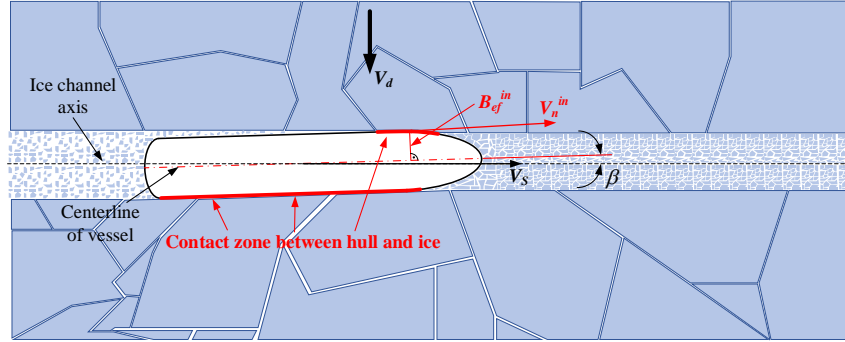 V_d
Ice channel
axis
B_ef^in
V_n^in
V_S
β
Centerline
of vessel
Contact zone between hull and ice